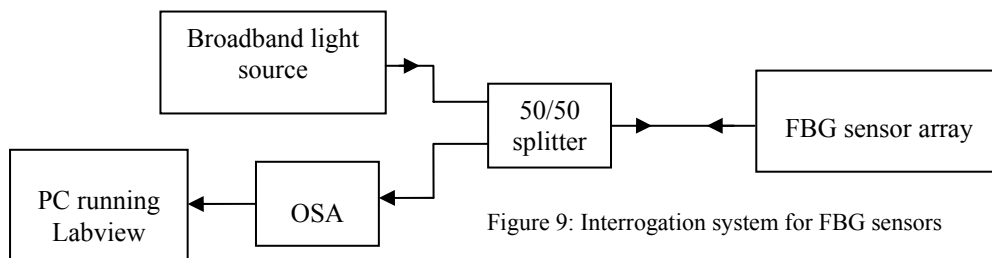 Broadband light
source
50/50
splitter
FBG sensor array
PC running
Labview
OSA
Figure 9: Interrogation system for FBG sensors